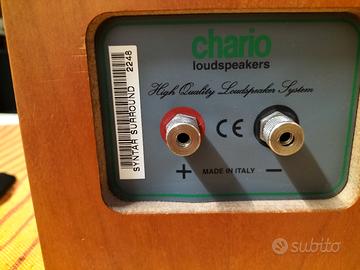 chario
loudspeakers
High Quality Loudspeaker System
SYNTAR SURROUND 2248
CE
+ MADE IN ITALY −
subito